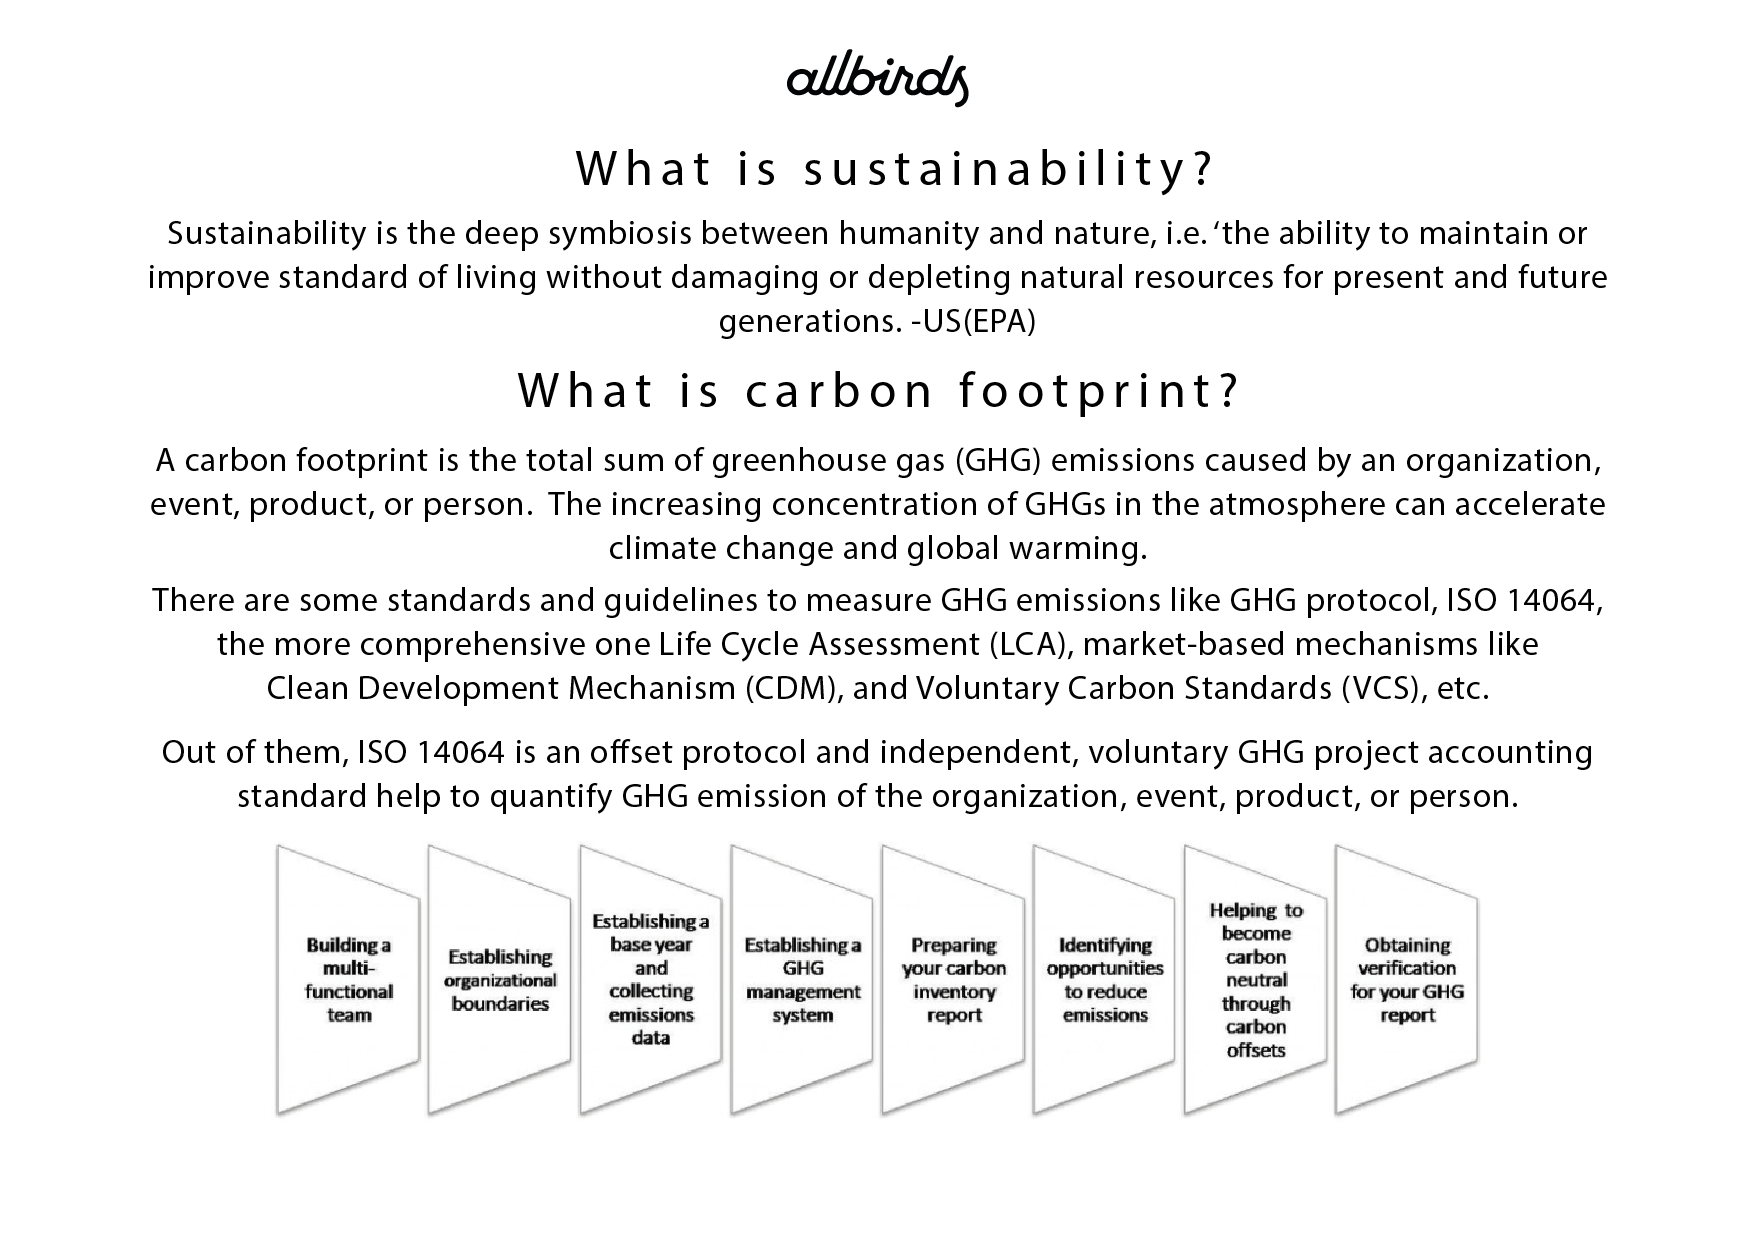 allbirds
What is sustainability?
Sustainability is the deep symbiosis between humanity and nature, i.e. ‘the ability to maintain or
improve standard of living without damaging or depleting natural resources for present and future
generations. -US(EPA)
What is carbon footprint?
A carbon footprint is the total sum of greenhouse gas (GHG) emissions caused by an organization,
event, product, or person.  The increasing concentration of GHGs in the atmosphere can accelerate
climate change and global warming.
There are some standards and guidelines to measure GHG emissions like GHG protocol, ISO 14064,
the more comprehensive one Life Cycle Assessment (LCA), market-based mechanisms like
Clean Development Mechanism (CDM), and Voluntary Carbon Standards (VCS), etc.
Out of them, ISO 14064 is an offset protocol and independent, voluntary GHG project accounting
standard help to quantify GHG emission of the organization, event, product, or person.
Building a
multi-
functional
team
Establishing
organizational
boundaries
Establishing a
base year
and
collecting
emissions
data
Establishing a
GHG
management
system
Preparing
your carbon
inventory
report
Identifying
opportunities
to reduce
emissions
Helping to
become
carbon
neutral
through
carbon
offsets
Obtaining
verification
for your GHG
report